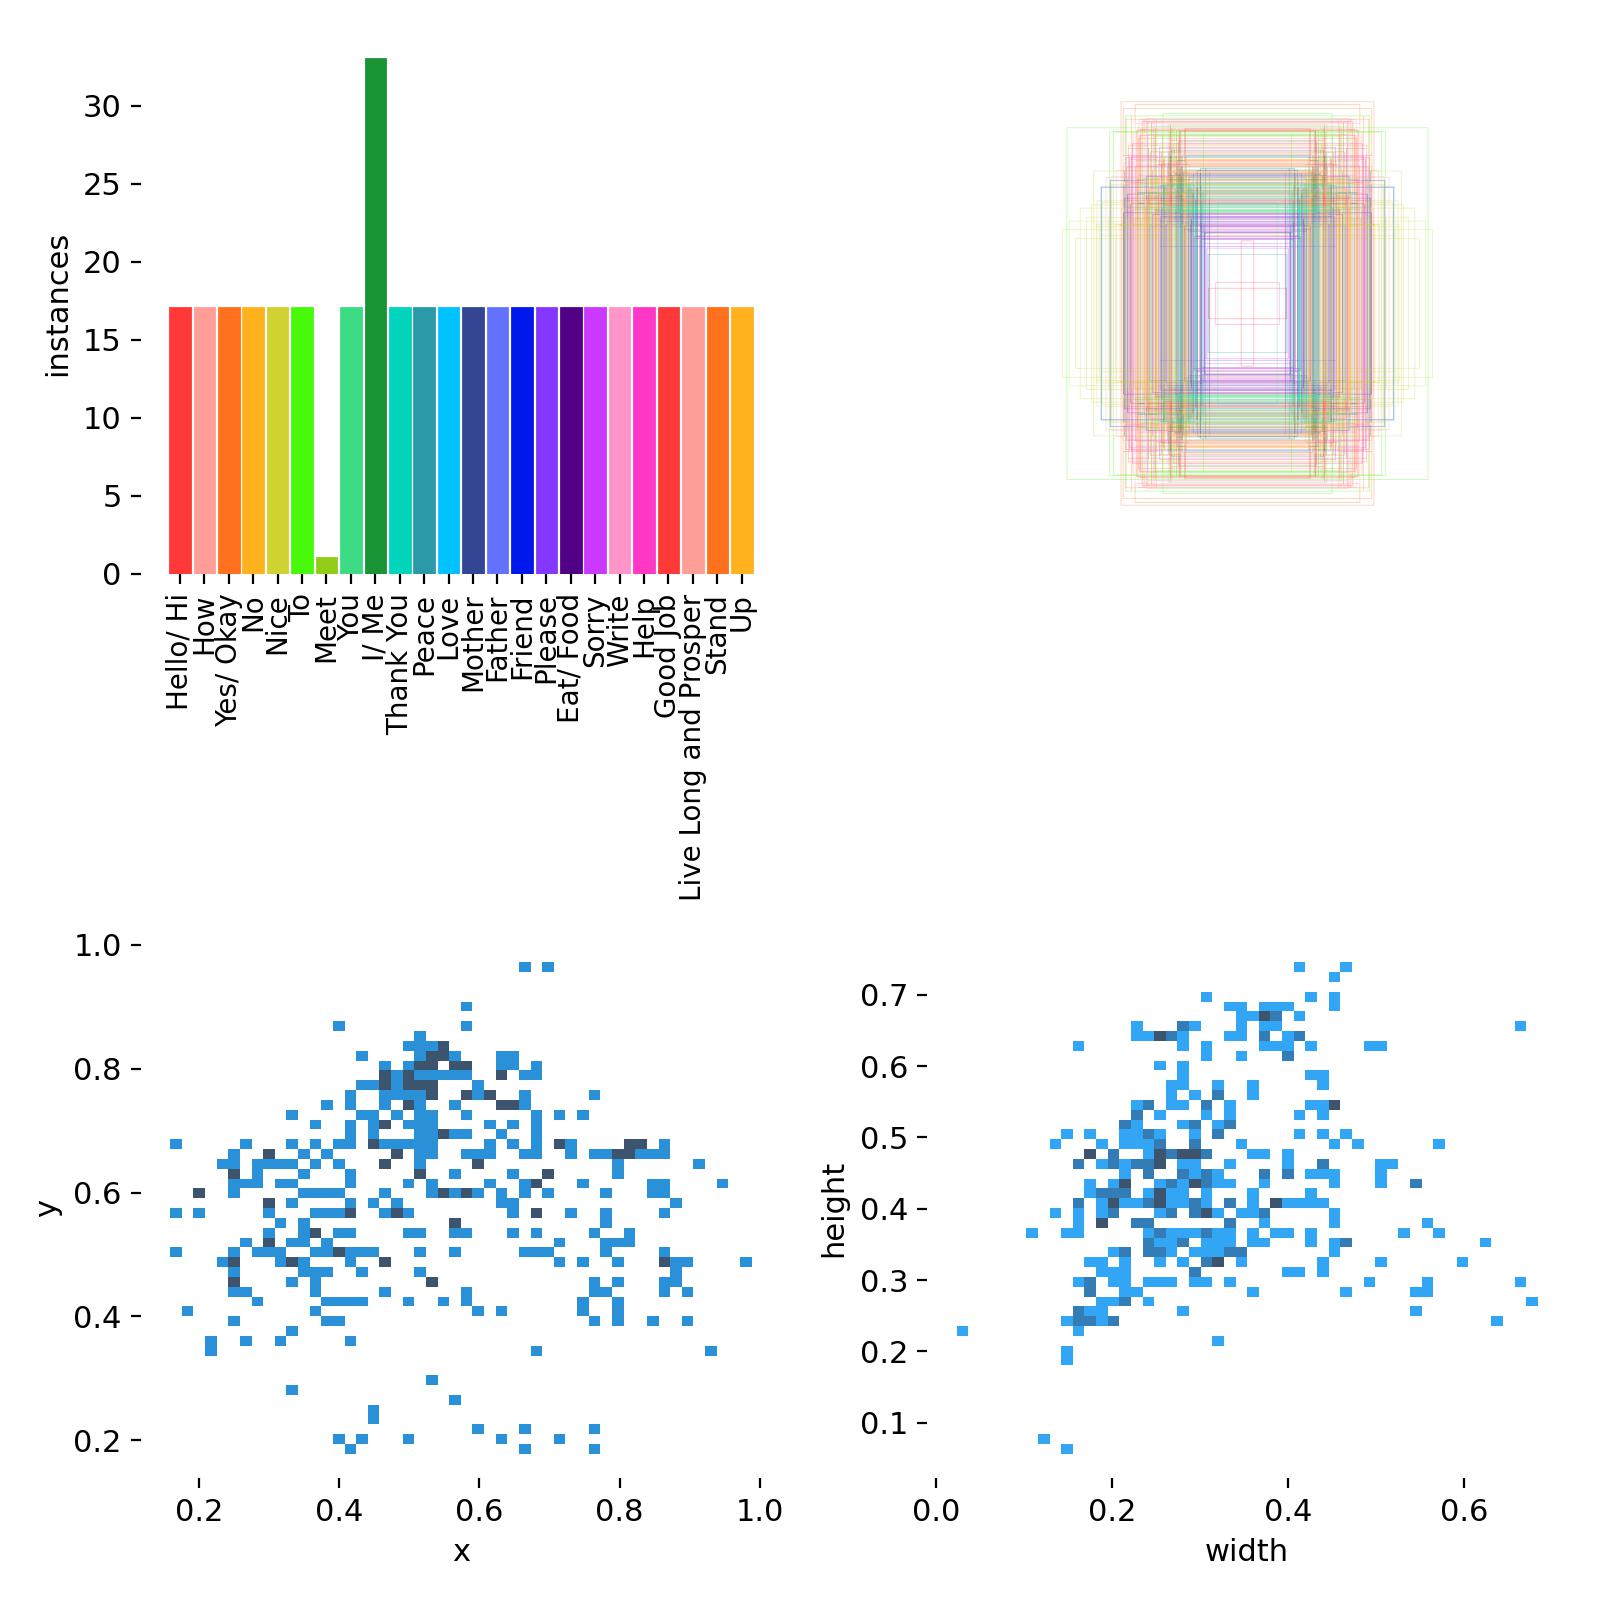 30
25
20
15
10
5
0
instances
Hello/ Hi
How
Yes/ Okay
No
Nice
To
Meet
You
I/ Me
Thank You
Peace
Love
Mother
Father
Friend
Please
Eat/ Food
Sorry
Write
Help
Good Job
Live Long and Prosper
Stand
Up
1.0
0.8
0.6
0.4
0.2
y
0.2 0.4 0.6 0.8 1.0
x
0.7
0.6
0.5
0.4
0.3
0.2
0.1
height
0.0 0.2 0.4 0.6
width